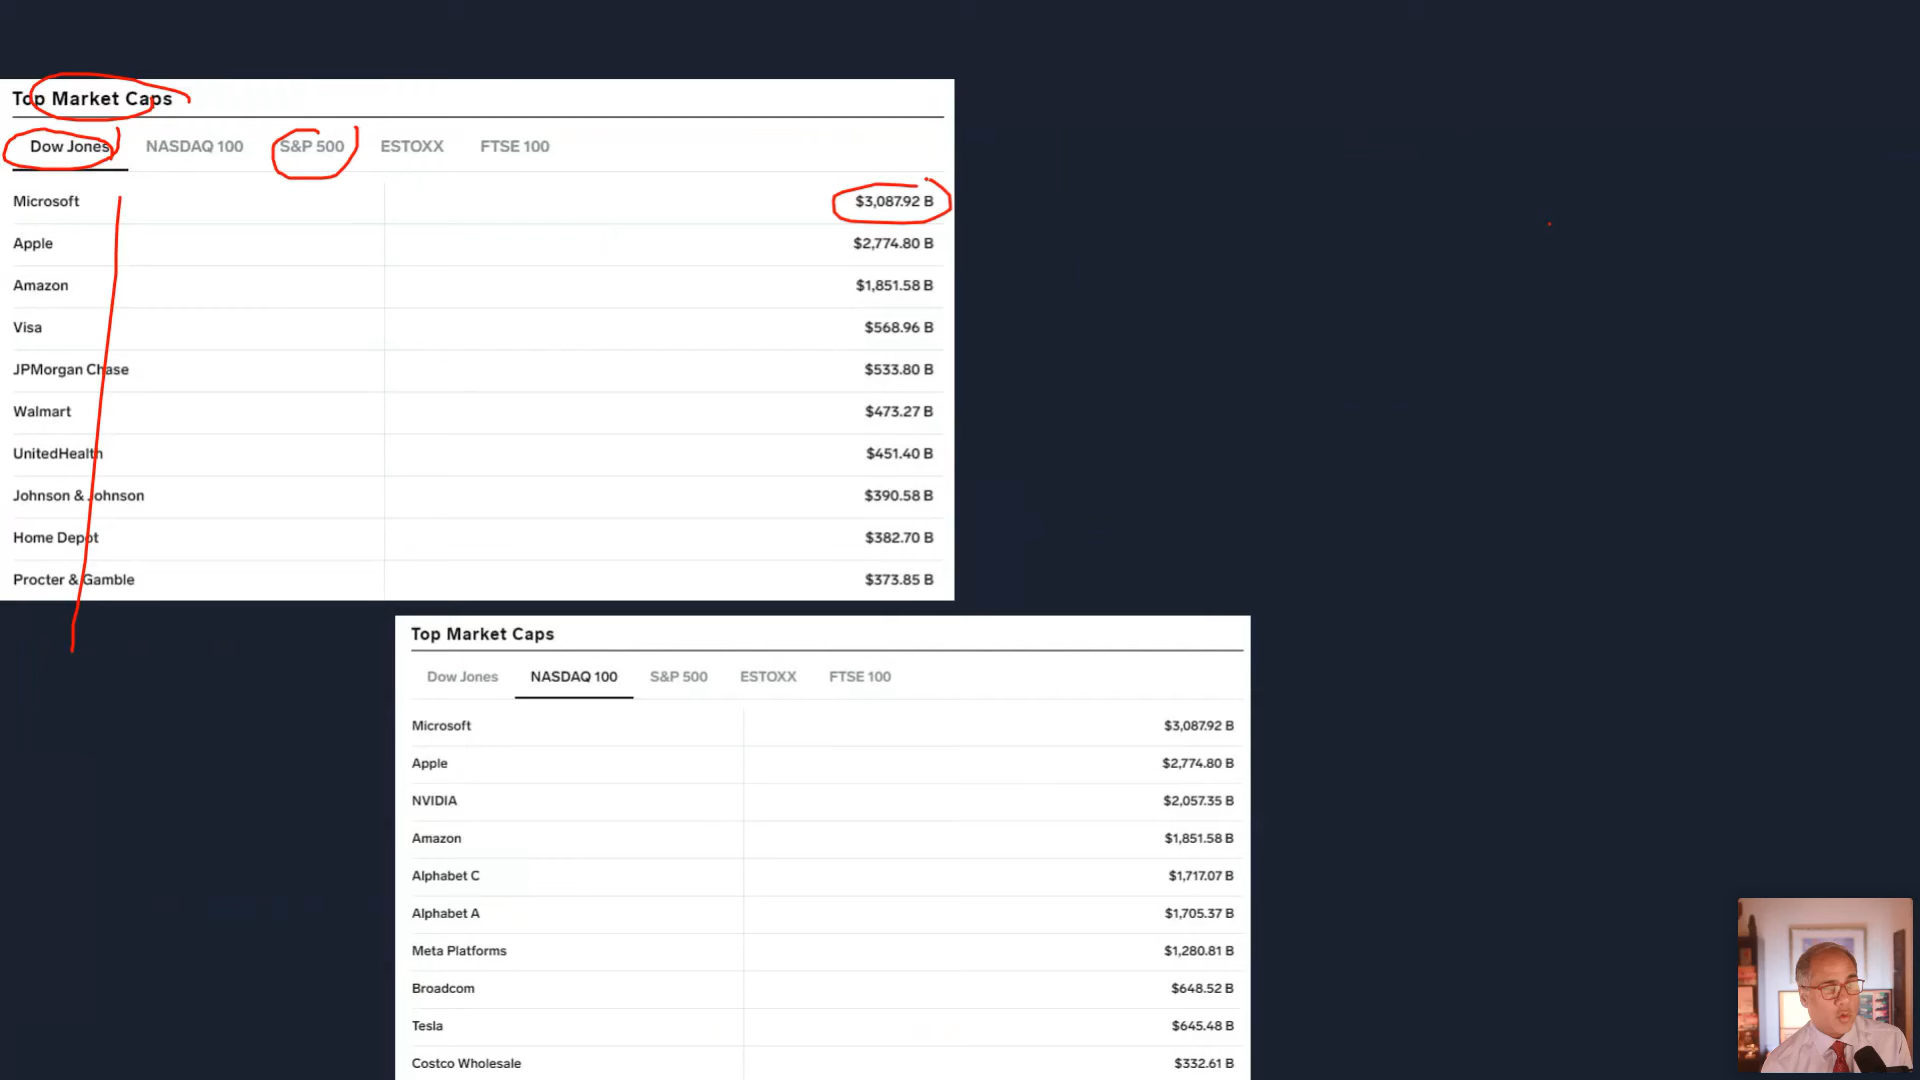 Top Market Caps
Dow Jones NASDAQ 100 S&P 500 ESTOXX FTSE 100
Microsoft $3,087.92 B
Apple $2,774.80 B
Amazon $1,851.58 B
Visa $568.96 B
JPMorgan Chase $533.80 B
Walmart $473.27 B
UnitedHealth $451.40 B
Johnson & Johnson $390.58 B
Home Depot $382.70 B
Procter & Gamble $373.85 B
Top Market Caps
Dow Jones NASDAQ 100 S&P 500 ESTOXX FTSE 100
Microsoft $3,087.92 B
Apple $2,774.80 B
NVIDIA $2,057.35 B
Amazon $1,851.58 B
Alphabet C $1,717.07 B
Alphabet A $1,705.37 B
Meta Platforms $1,280.81 B
Broadcom $648.52 B
Tesla $645.48 B
Costco Wholesale $332.61 B